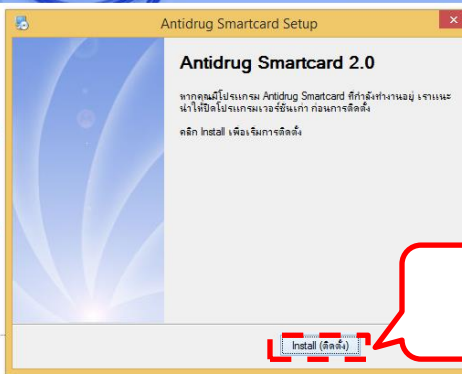 Antidrug Smartcard Setup
Antidrug Smartcard 2.0
หากคุณมีโปรแกรม Antidrug Smartcard ที่กำลังทำงานอยู่ เราแนะ
นำให้ปิดโปรแกรมเวอร์ชันเก่า ก่อนการติดตั้ง
คลิก Install เพื่อเริ่มการติดตั้ง
Install (ติดตั้ง)